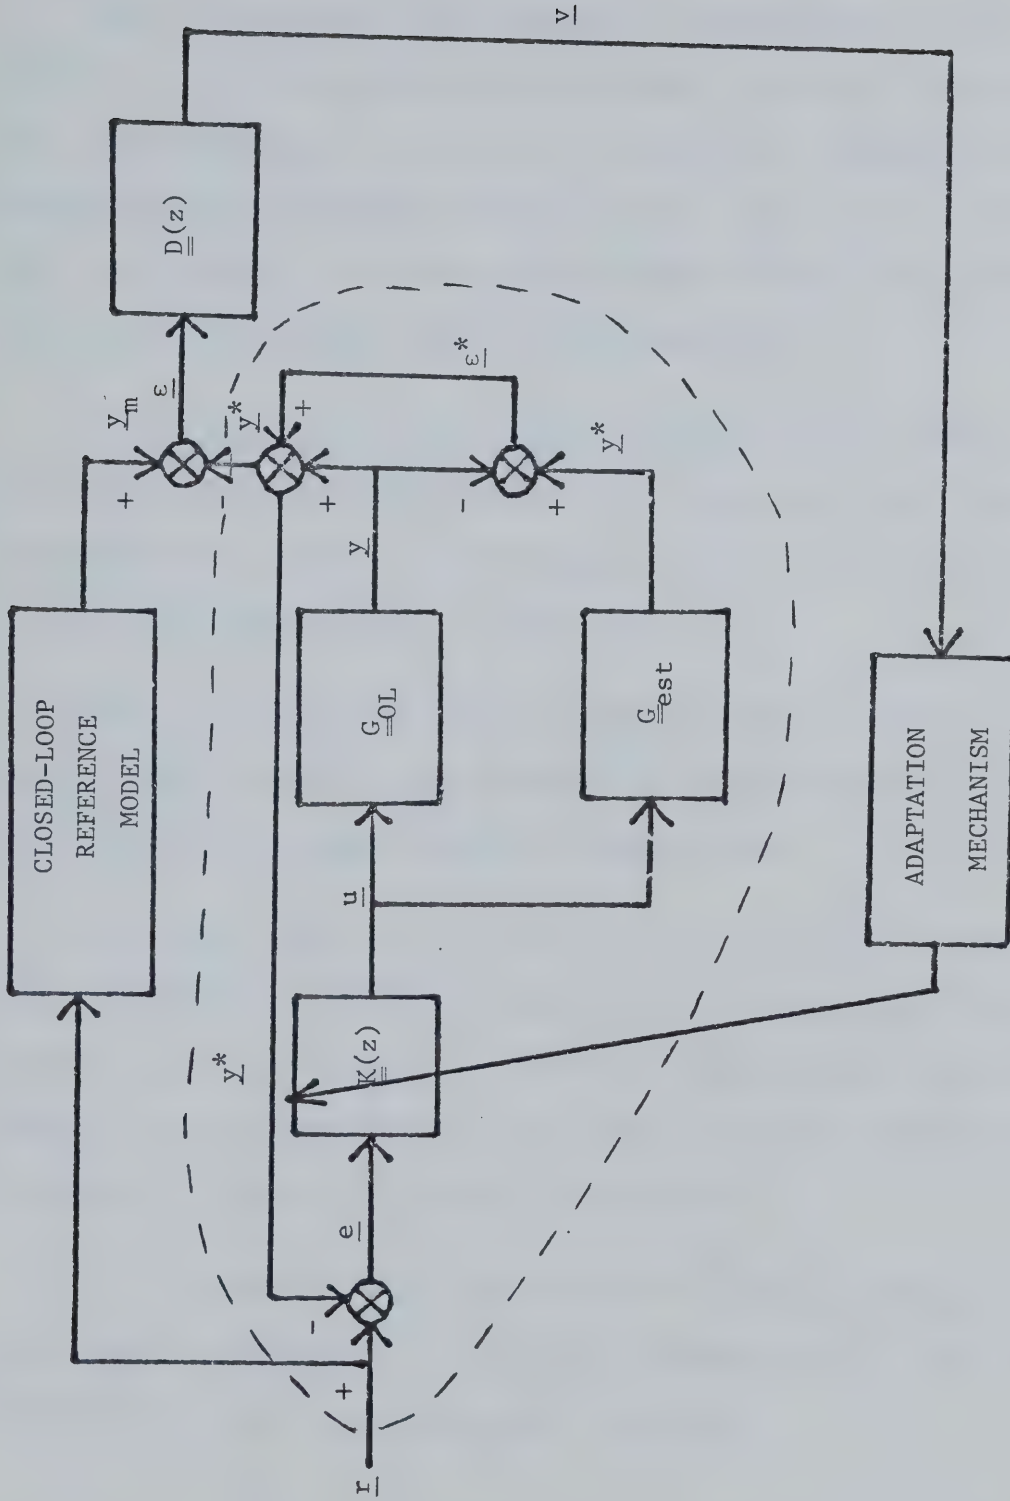 CLOSED-LOOP
REFERENCE
MODEL
y_m
+
ε
D(z)
v
-
y*
y*
+
ε*
r
+
-
e
K(z)
u
G_OL
y
+
-
G_est
y*
+
ADAPTATION
MECHANISM